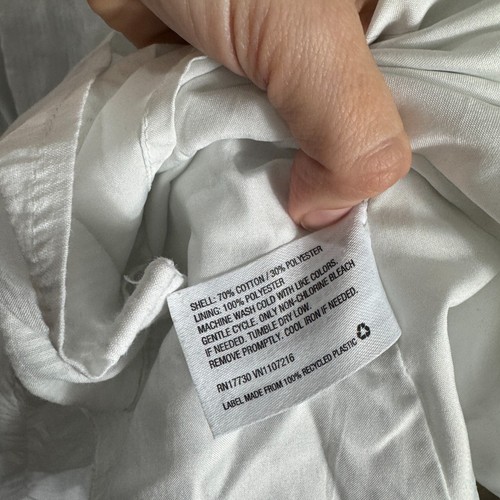 SHELL: 70% COTTON / 30% POLYESTER
LINING: 100% POLYESTER
MACHINE WASH COLD WITH LIKE COLORS.
GENTLE CYCLE. ONLY NON-CHLORINE BLEACH
IF NEEDED. TUMBLE DRY LOW.
REMOVE PROMPTLY. COOL IRON IF NEEDED.
RN17730 VN1107216
LABEL MADE FROM 100% RECYCLED PLASTIC